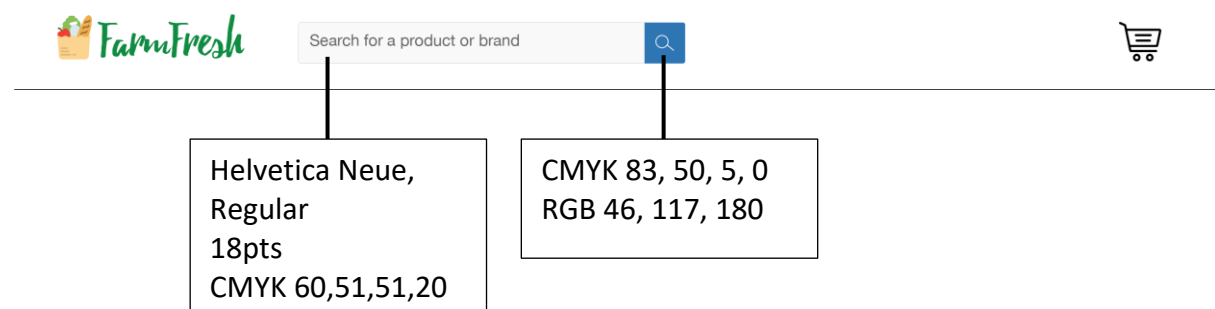 FarmFresh
Search for a product or brand
Helvetica Neue,
Regular
18pts
CMYK 60,51,51,20
CMYK 83, 50, 5, 0
RGB 46, 117, 180